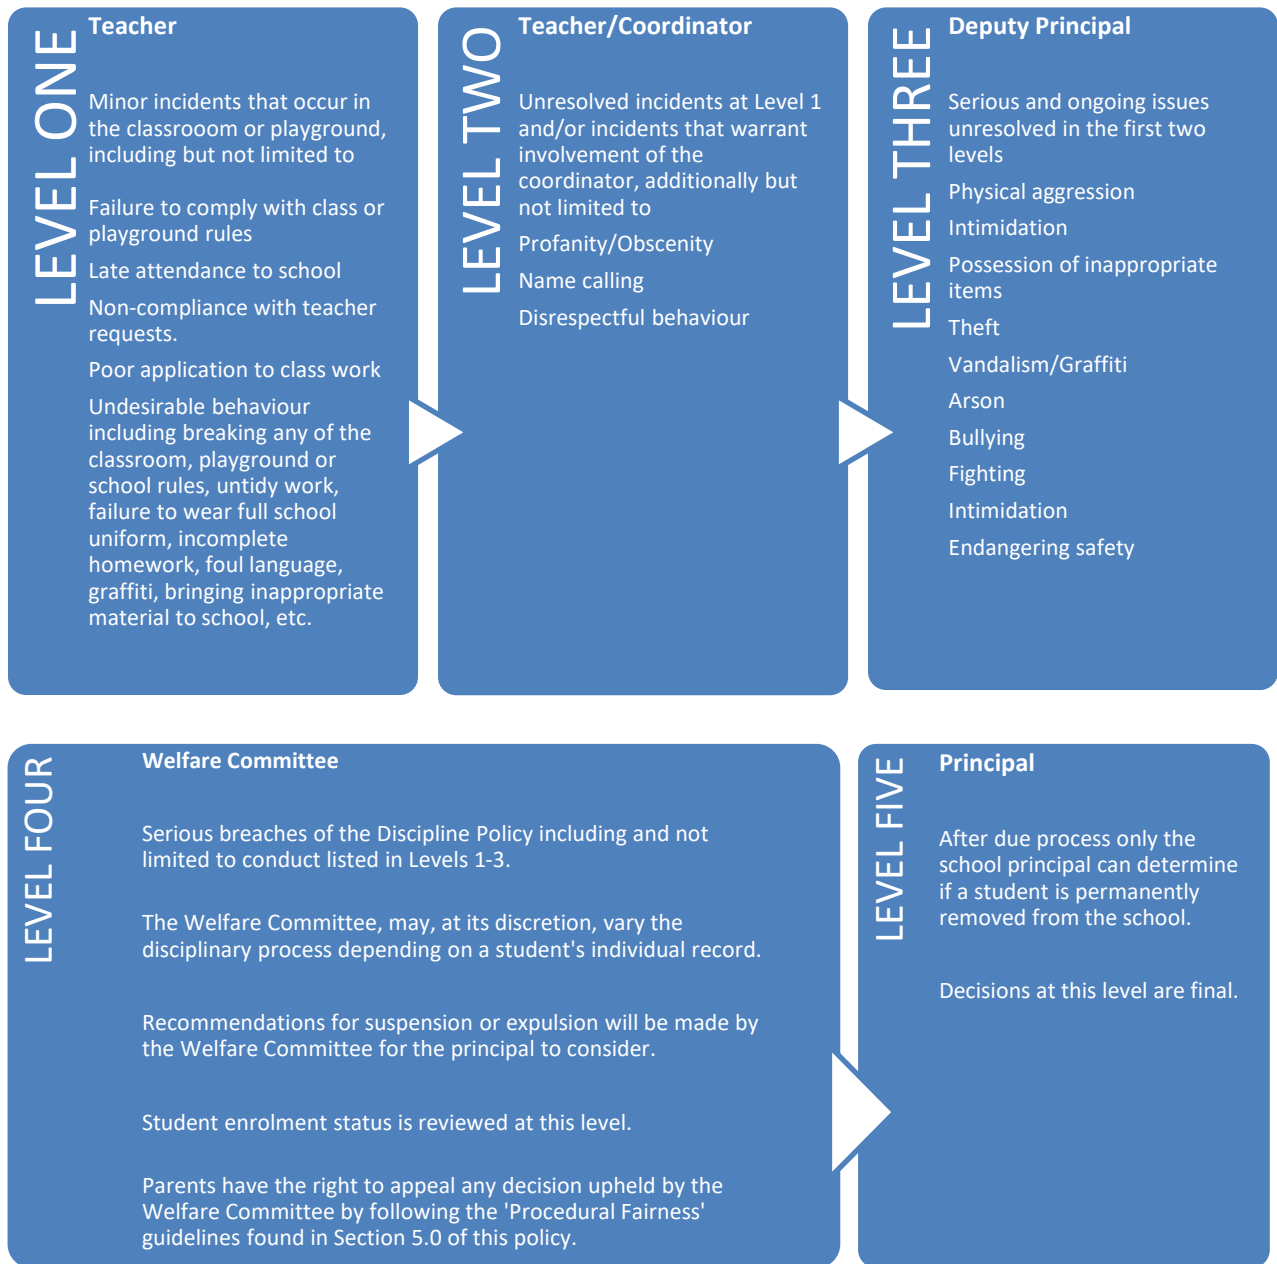 LEVEL ONE
Teacher
Minor incidents that occur in
the classrooom or playground,
including but not limited to
Failure to comply with class or
playground rules
Late attendance to school
Non-compliance with teacher
requests.
Poor application to class work
Undesirable behaviour
including breaking any of the
classroom, playground or
school rules, untidy work,
failure to wear full school
uniform, incomplete
homework, foul language,
graffiti, bringing inappropriate
material to school, etc.
LEVEL TWO
Teacher/Coordinator
Unresolved incidents at Level 1
and/or incidents that warrant
involvement of the
coordinator, additionally but
not limited to
Profanity/Obscenity
Name calling
Disrespectful behaviour
LEVEL THREE
Deputy Principal
Serious and ongoing issues
unresolved in the first two
levels
Physical aggression
Intimidation
Possession of inappropriate
items
Theft
Vandalism/Graffiti
Arson
Bullying
Fighting
Intimidation
Endangering safety
LEVEL FOUR
Welfare Committee
Serious breaches of the Discipline Policy including and not
limited to conduct listed in Levels 1-3.
The Welfare Committee, may, at its discretion, vary the
disciplinary process depending on a student's individual record.
Recommendations for suspension or expulsion will be made by
the Welfare Committee for the principal to consider.
Student enrolment status is reviewed at this level.
Parents have the right to appeal any decision upheld by the
Welfare Committee by following the 'Procedural Fairness'
guidelines found in Section 5.0 of this policy.
LEVEL FIVE
Principal
After due process only the
school principal can determine
if a student is permanently
removed from the school.
Decisions at this level are final.